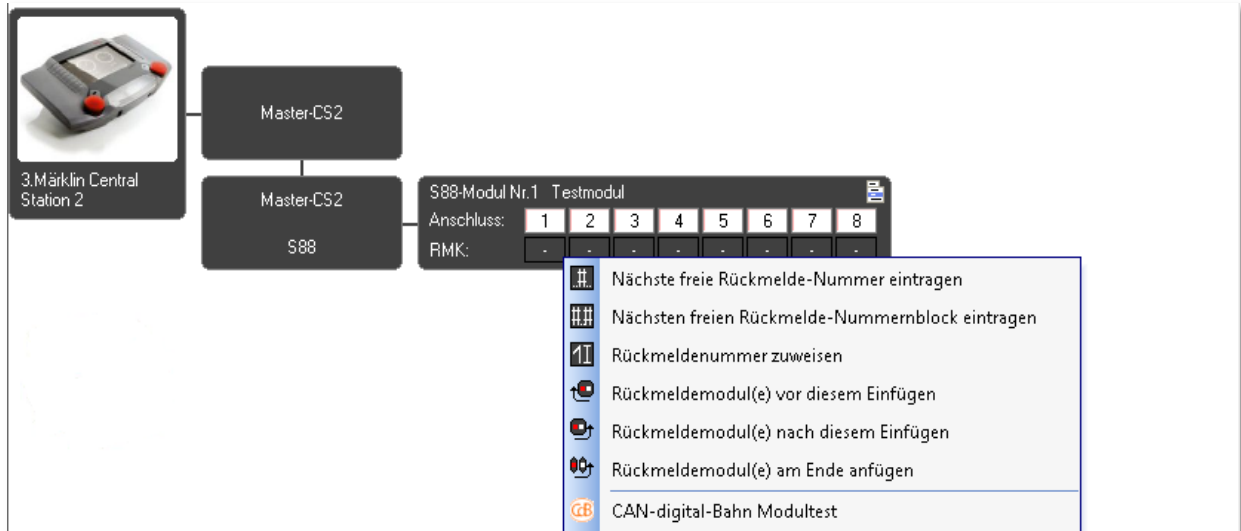 3.Märklin Central
Station 2
Master-CS2
Master-CS2
S88
S88-Modul Nr.1 Testmodul
Anschluss: 1 2 3 4 5 6 7 8
RMK: - - - - - - - -
Nächste freie Rückmelde-Nummer eintragen
Nächsten freien Rückmelde-Nummernblock eintragen
Rückmeldenummer zuweisen
Rückmeldemodul(e) vor diesem Einfügen
Rückmeldemodul(e) nach diesem Einfügen
Rückmeldemodul(e) am Ende anfügen
CdB CAN-digital-Bahn Modultest